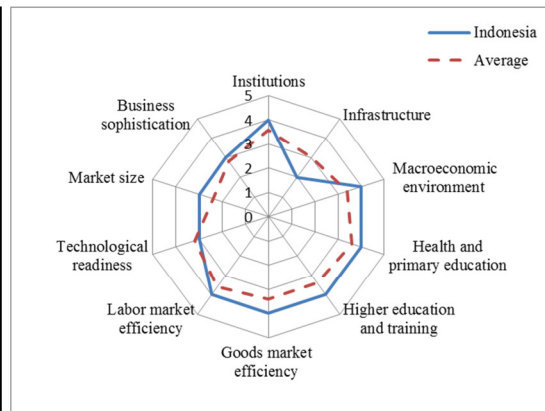 Indonesia
Average
Institutions
Infrastructure
Macroeconomic
environment
Health and
primary education
Higher education
and training
Goods market
efficiency
Labor market
efficiency
Technological
readiness
Market size
Business
sophistication
5
4
3
2
1
0